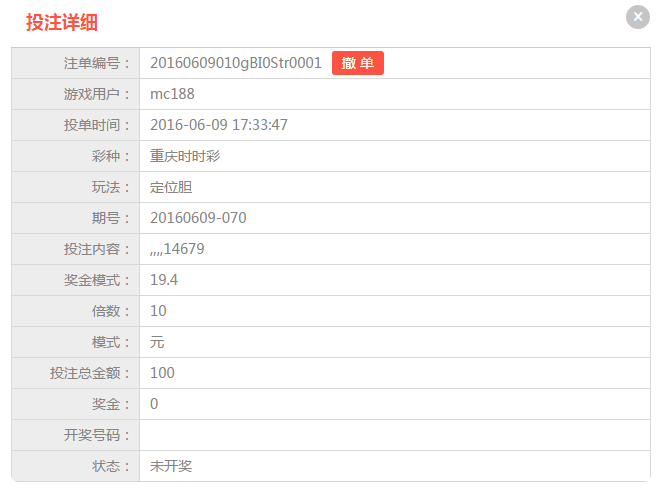 投注详细
注单编号： 20160609010gBI0Str0001 撤 单
游戏用户： mc188
投单时间： 2016-06-09 17:33:47
彩种： 重庆时时彩
玩法： 定位胆
期号： 20160609-070
投注内容： ,,,,14679
奖金模式： 19.4
倍数： 10
模式： 元
投注总金额： 100
奖金： 0
开奖号码：
状态： 未开奖